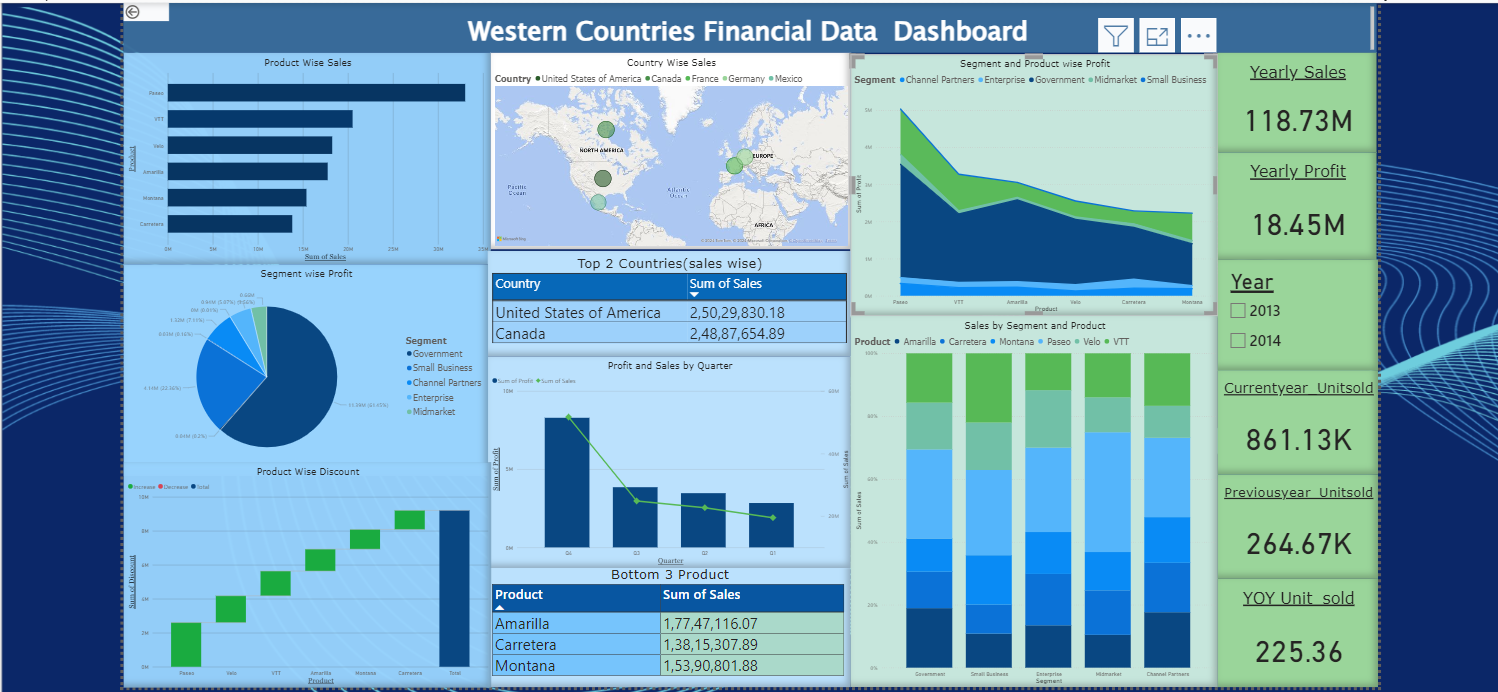 Western Countries Financial Data  Dashboard
Product Wise Sales
Product
Paseo
VTT
Velo
Amarilla
Montana
Carretera
0M 5M 10M 15M 20M 25M 30M 35M
Sum of Sales
Segment wise Profit
Segment
Government
Small Business
Channel Partners
Enterprise
Midmarket
Product Wise Discount
Increase Decrease Total
Sum of Discount
10M
8M
6M
4M
2M
0M
Paseo Velo VTT Amarilla Montana Carretera Total
Product
Country Wise Sales
Country United States of America Canada France Germany Mexico
NORTH AMERICA
EUROPE
Pacific
Ocean
Atlantic
Ocean
AFRICA
Microsoft Bing
Top 2 Countries(sales wise)
Country Sum of Sales
United States of America 2,50,29,830.18
Canada 2,48,87,654.89
Profit and Sales by Quarter
Sum of Profit Sum of Sales
Sum of Profit
10M
5M
0M
60M
40M
20M
Sum of Sales
Q4 Q3 Q2 Q1
Quarter
Bottom 3 Product
Product Sum of Sales
Amarilla 1,77,47,116.07
Carretera 1,38,15,307.89
Montana 1,53,90,801.88
Segment and Product wise Profit
Segment Channel Partners Enterprise Government Midmarket Small Business
Sum of Profit
5M
4M
3M
2M
1M
0M
Paseo VTT Amarilla Velo Carretera Montana
Product
Sales by Segment and Product
Product Amarilla Carretera Montana Paseo Velo VTT
Sum of Sales
100%
80%
60%
40%
20%
0%
Government Small Business Enterprise Midmarket Channel Partners
Segment
Yearly Sales
118.73M
Yearly Profit
18.45M
Year
2013
2014
Currentyear_Unitsold
861.13K
Previousyear_Unitsold
264.67K
YOY Unit_sold
225.36